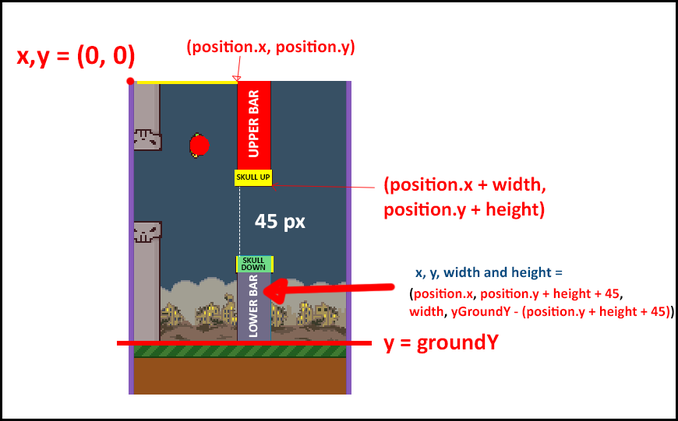 x,y = (0, 0)
(position.x, position.y)
UPPER BAR
SKULL UP
(position.x + width,
position.y + height)
45 px
SKULL
DOWN
LOWER BAR
x, y, width and height =
(position.x, position.y + height + 45,
width, yGroundY - (position.y + height + 45))
y = groundY